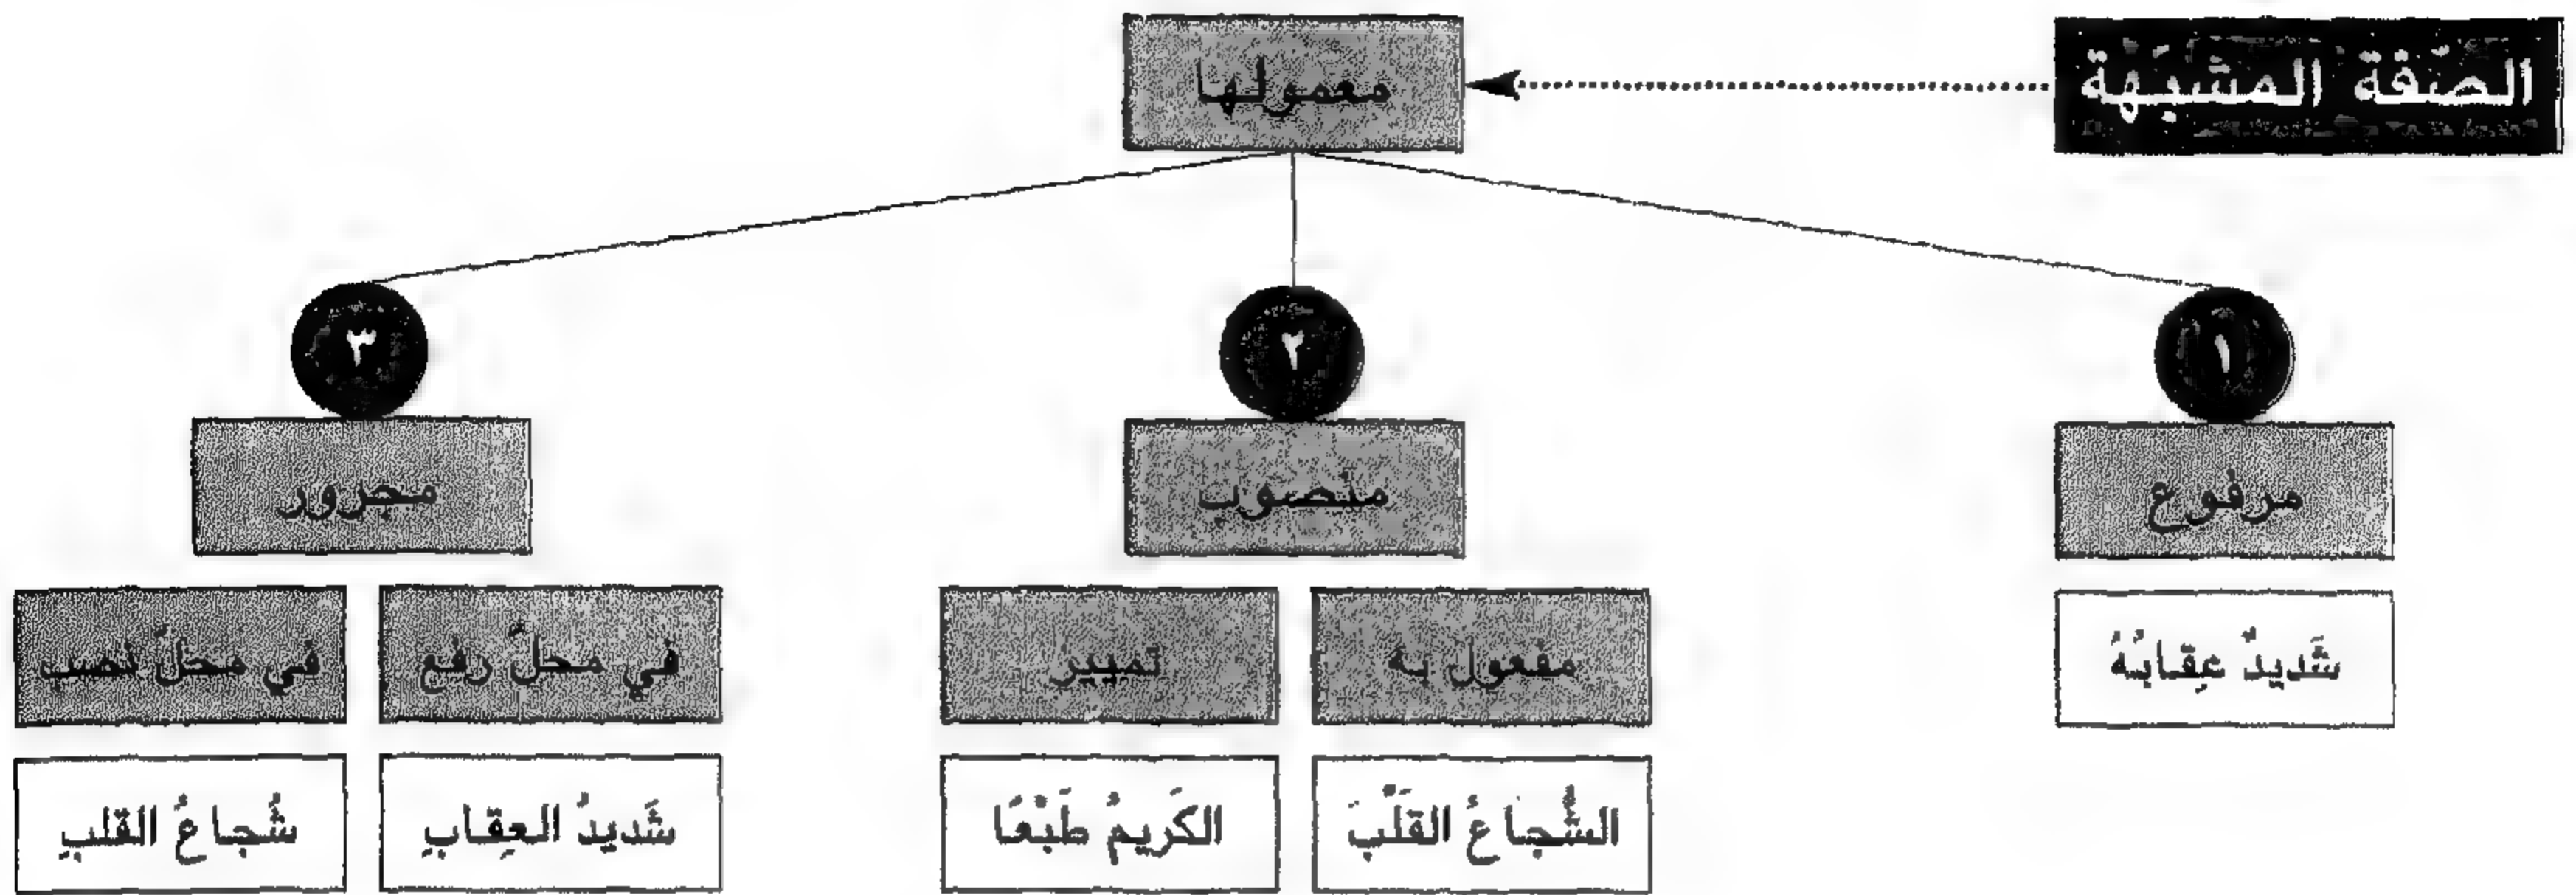 الصّفة المشبّهة
معمولها
١
٢
٣
مرفوع
منصوب
مجرور
شَديدٌ عِقابُهُ
مفعول به
تمييز
في محلّ رفع
في محلّ نصب
الشُّجاعُ القَلْبَ
الكَريمُ طَبْعًا
شَديدُ العِقابِ
شُجاعُ القلبِ